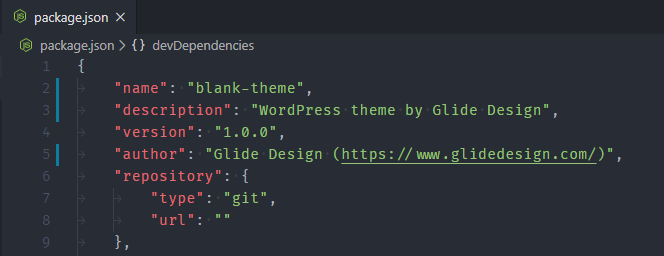 package.json ×
package.json > {} devDependencies
1 {
2 "name": "blank-theme",
3 "description": "WordPress theme by Glide Design",
4 "version": "1.0.0",
5 "author": "Glide Design (https://www.glidedesign.com/)",
6 "repository": {
7 "type": "git",
8 "url": ""
9 },